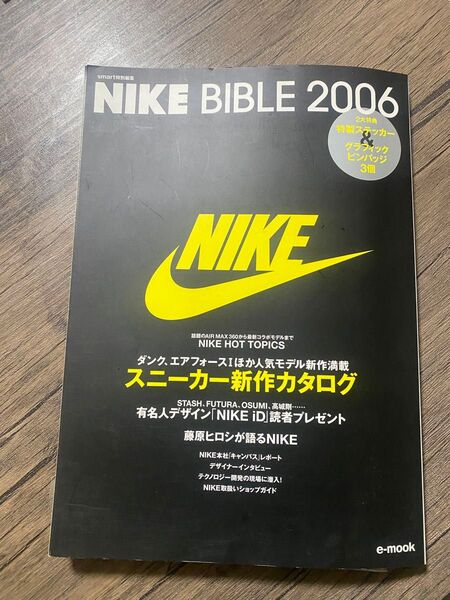 smart特別編集
NIKE BIBLE 2006
2大特典
特製ステッカー
&
グラフィック
ピンバッジ
3個
NIKE
話題のAIR MAX 360から最新コラボモデルまで
NIKE HOT TOPICS
ダンク、エアフォースIほか人気モデル新作満載
スニーカー新作カタログ
STASH、FUTURA、OSUMI、高城剛……
有名人デザイン「NIKE iD」読者プレゼント
藤原ヒロシが語るNIKE
NIKE本社「キャンパス」レポート
デザイナーインタビュー
テクノロジー開発の現場に潜入!
NIKE取扱いショップガイド
e-mook